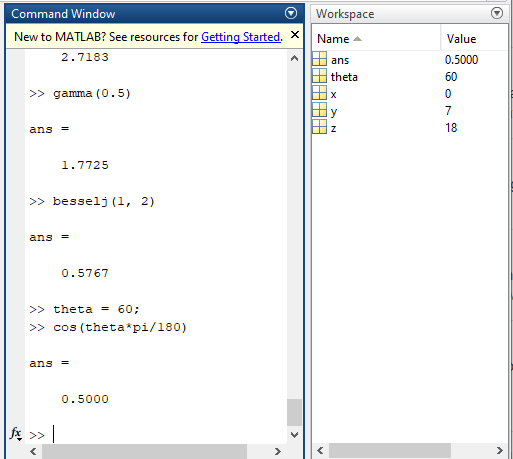 Command Window
New to MATLAB? See resources for Getting Started.
2.7183
>> gamma(0.5)
ans =
1.7725
>> besselj(1, 2)
ans =
0.5767
>> theta = 60;
>> cos(theta*pi/180)
ans =
0.5000
fx >>
Workspace
Name Value
ans 0.5000
theta 60
x 0
y 7
z 18